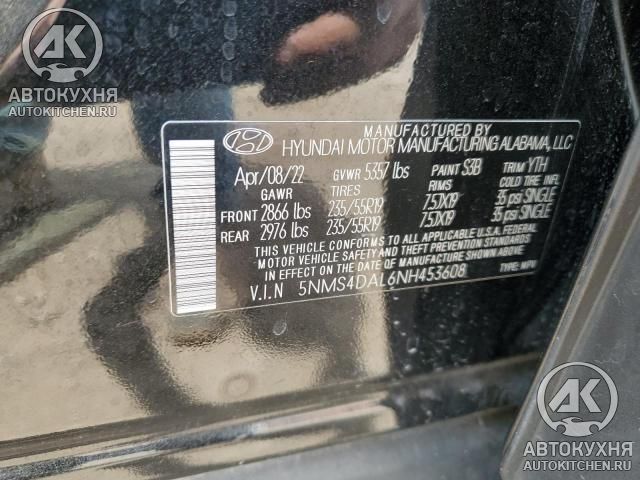 АВТОКУХНЯ
AUTOKITCHEN.RU
MANUFACTURED BY
HYUNDAI MOTOR MANUFACTURING ALABAMA, LLC
Apr/08/22 GVWR 5357 lbs PAINT S3B TRIM YTH
GAWR TIRES RIMS COLD TIRE INFL
FRONT 2866 lbs 235/55R19 7.5JX19 35 psi SINGLE
REAR 2976 lbs 235/55R19 7.5JX19 35 psi SINGLE
THIS VEHICLE CONFORMS TO ALL APPLICABLE U.S.A. FEDERAL
MOTOR VEHICLE SAFETY AND THEFT PREVENTION STANDARDS
IN EFFECT ON THE DATE OF MANUFACTURE SHOWN ABOVE.
V.I.N 5NMS4DAL6NH453608 TYPE: MPV
АВТОКУХНЯ
AUTOKITCHEN.RU